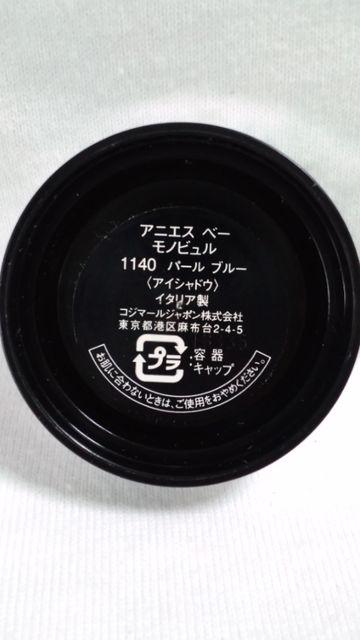 アニエス ベー
モノビュル
1140 パール ブルー
〈アイシャドウ〉
イタリア製
コジマールジャポン株式会社
東京都港区麻布台2-4-5
プラ :容器
キャップ
お肌に合わないときは、ご使用をおやめください。